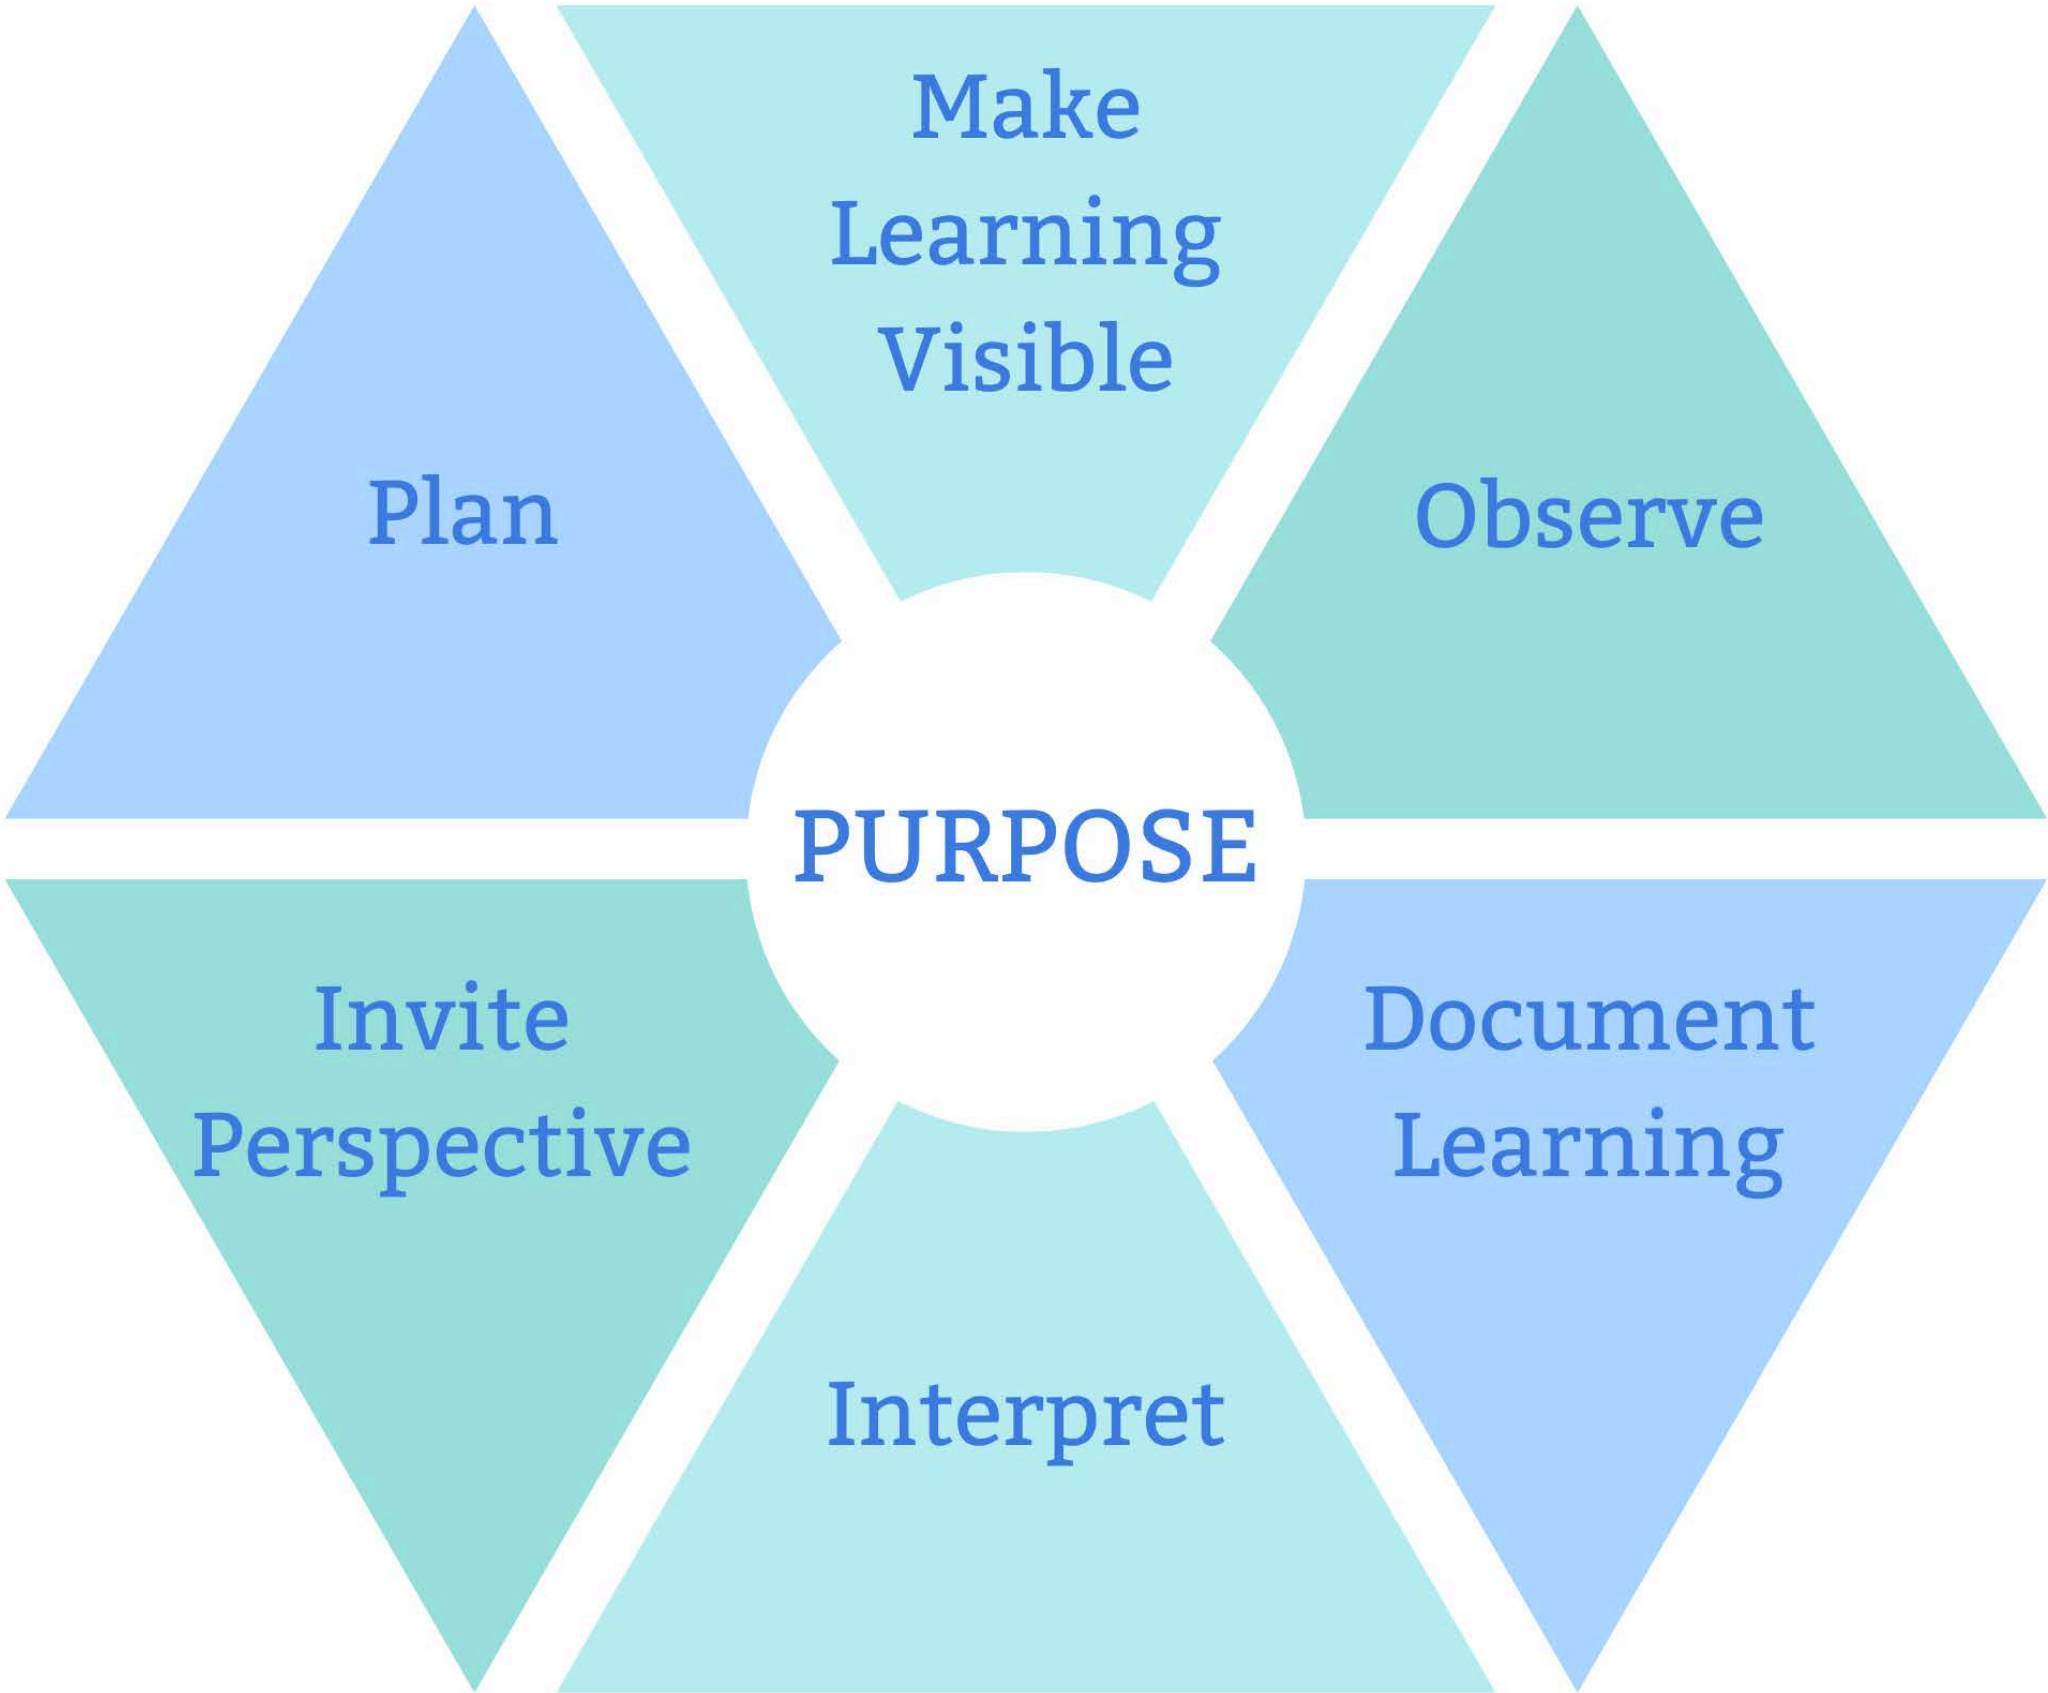 Make
Learning
Visible
Plan
Observe
PURPOSE
Invite
Perspective
Document
Learning
Interpret